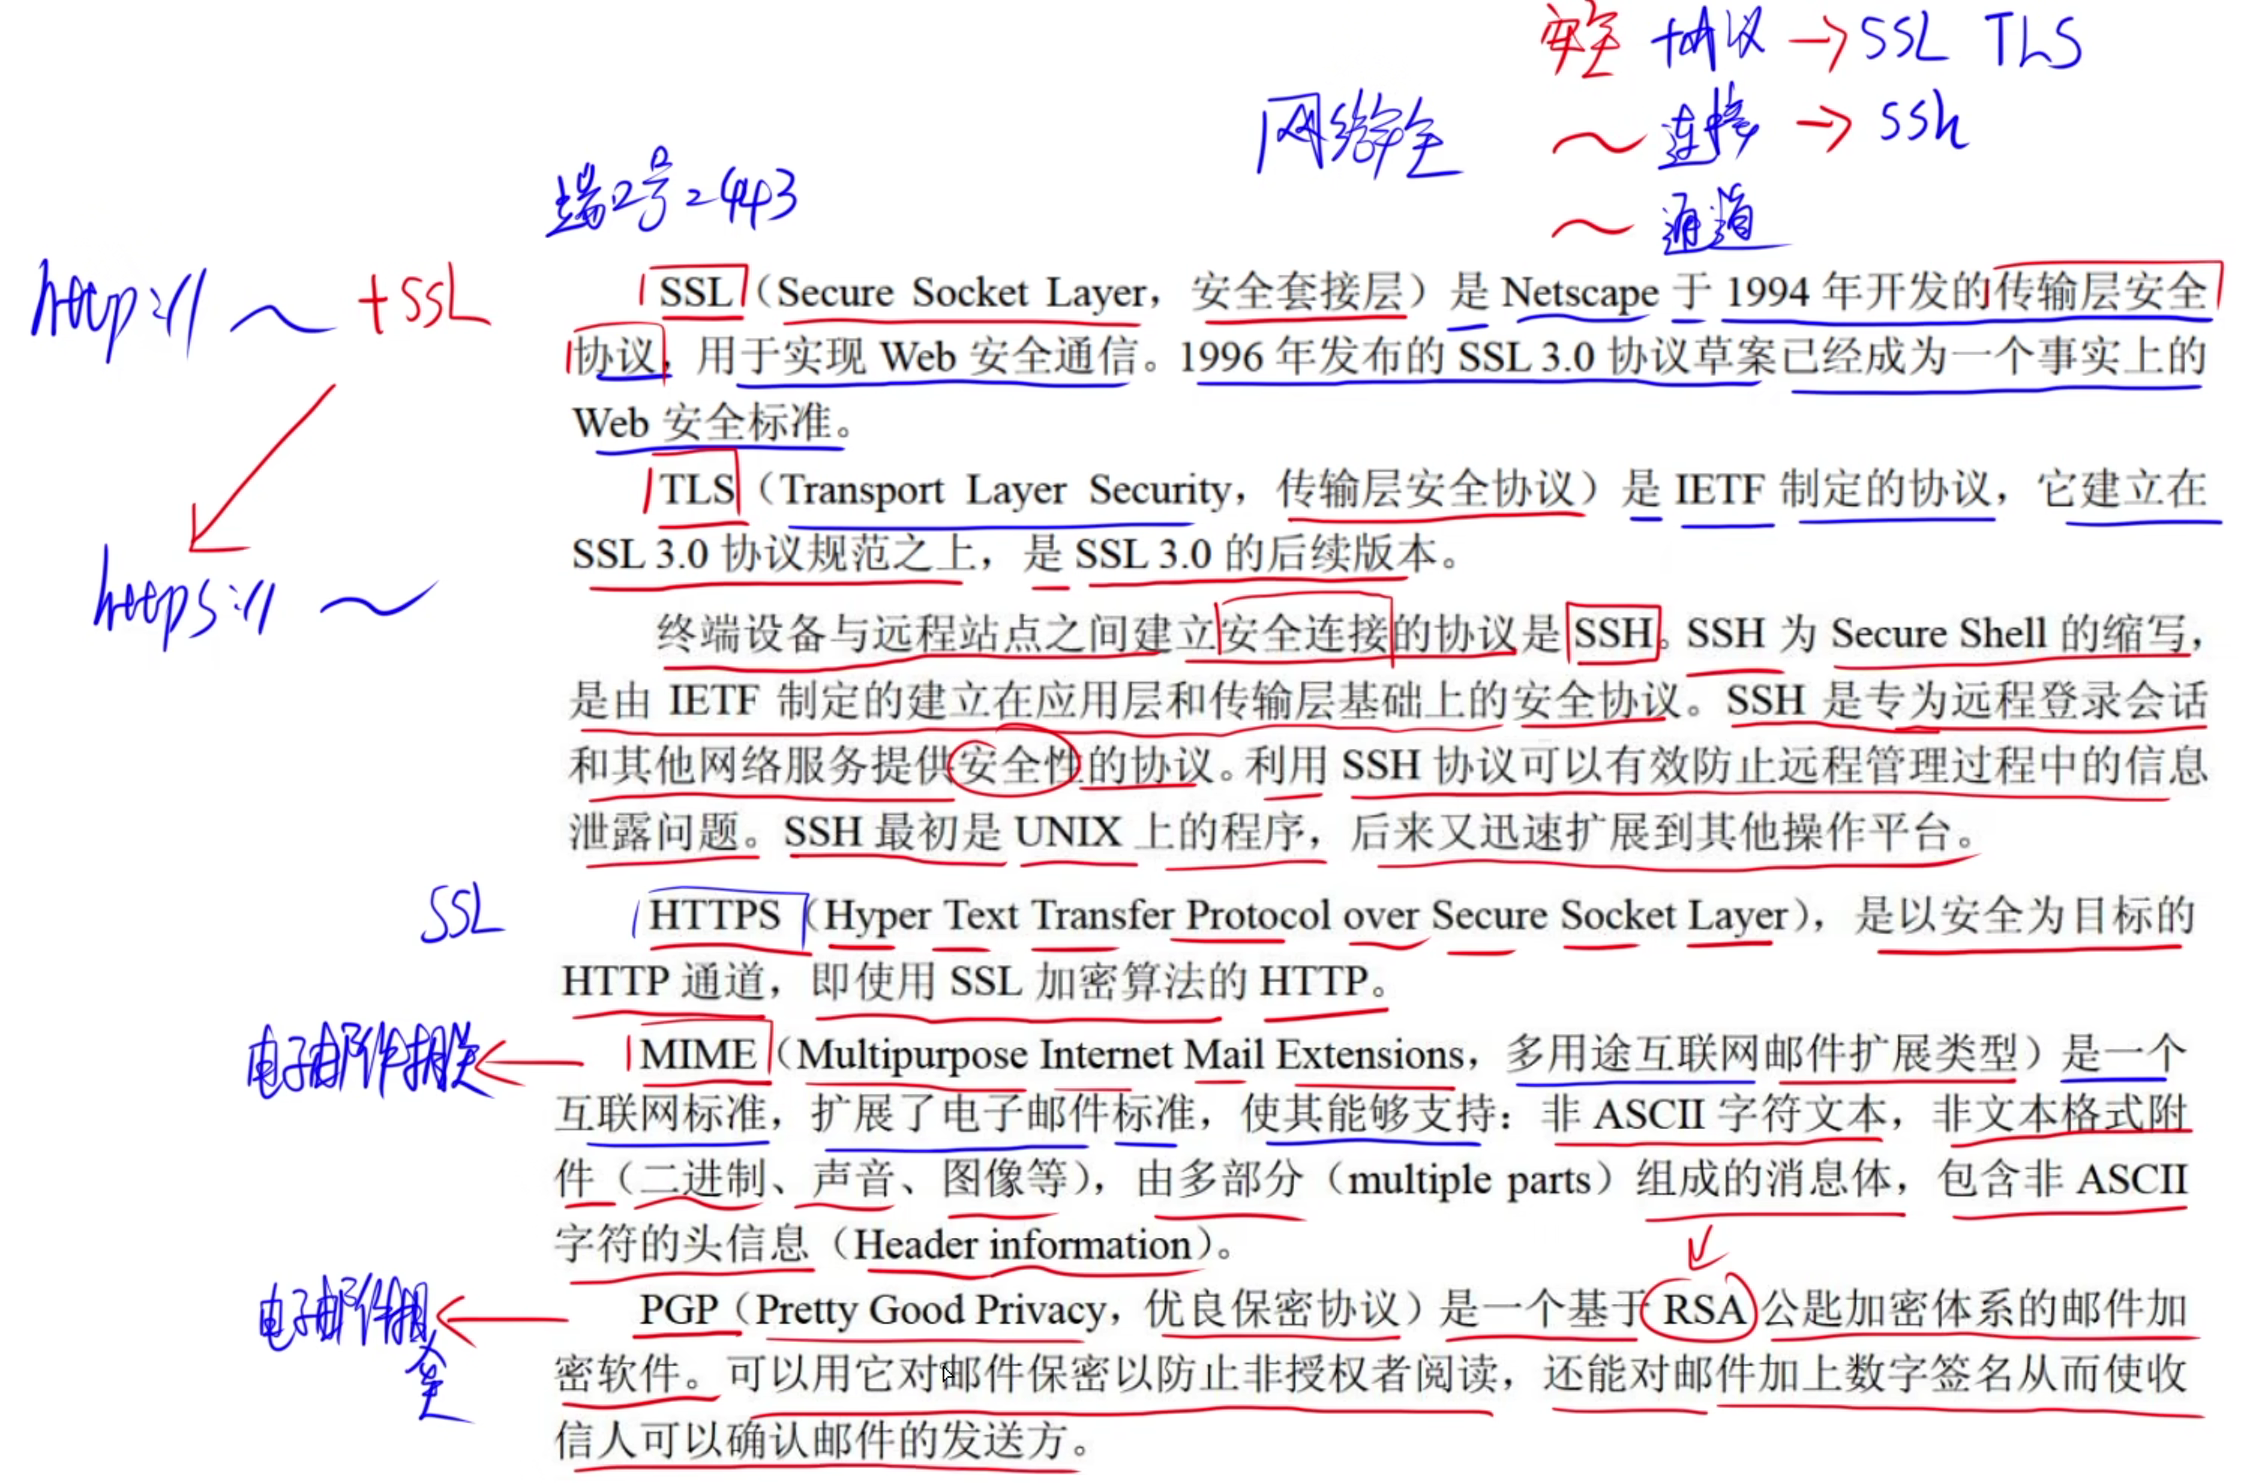 安全 协议 → SSL TLS
网络安全
~ 连接 → SSh
端口号=443
~ 通道
http:// ~ +SSL
SSL（Secure Socket Layer，安全套接层）是 Netscape 于 1994 年开发的传输层安全
协议，用于实现 Web 安全通信。1996 年发布的 SSL 3.0 协议草案已经成为一个事实上的
Web 安全标准。
TLS（Transport Layer Security，传输层安全协议）是 IETF 制定的协议，它建立在
SSL 3.0 协议规范之上，是 SSL 3.0 的后续版本。
https:// ~
终端设备与远程站点之间建立安全连接的协议是 SSH。SSH 为 Secure Shell 的缩写，
是由 IETF 制定的建立在应用层和传输层基础上的安全协议。SSH 是专为远程登录会话
和其他网络服务提供安全性的协议。利用 SSH 协议可以有效防止远程管理过程中的信息
泄露问题。SSH 最初是 UNIX 上的程序，后来又迅速扩展到其他操作平台。
SSL
HTTPS（Hyper Text Transfer Protocol over Secure Socket Layer），是以安全为目标的
HTTP 通道，即使用 SSL 加密算法的 HTTP。
电子邮件相关
MIME（Multipurpose Internet Mail Extensions，多用途互联网邮件扩展类型）是一个
互联网标准，扩展了电子邮件标准，使其能够支持：非 ASCII 字符文本，非文本格式附
件（二进制、声音、图像等），由多部分（multiple parts）组成的消息体，包含非 ASCII
字符的头信息（Header information）。
电子邮件
安全
PGP（Pretty Good Privacy，优良保密协议）是一个基于 RSA 公匙加密体系的邮件加
密软件。可以用它对邮件保密以防止非授权者阅读，还能对邮件加上数字签名从而使收
信人可以确认邮件的发送方。